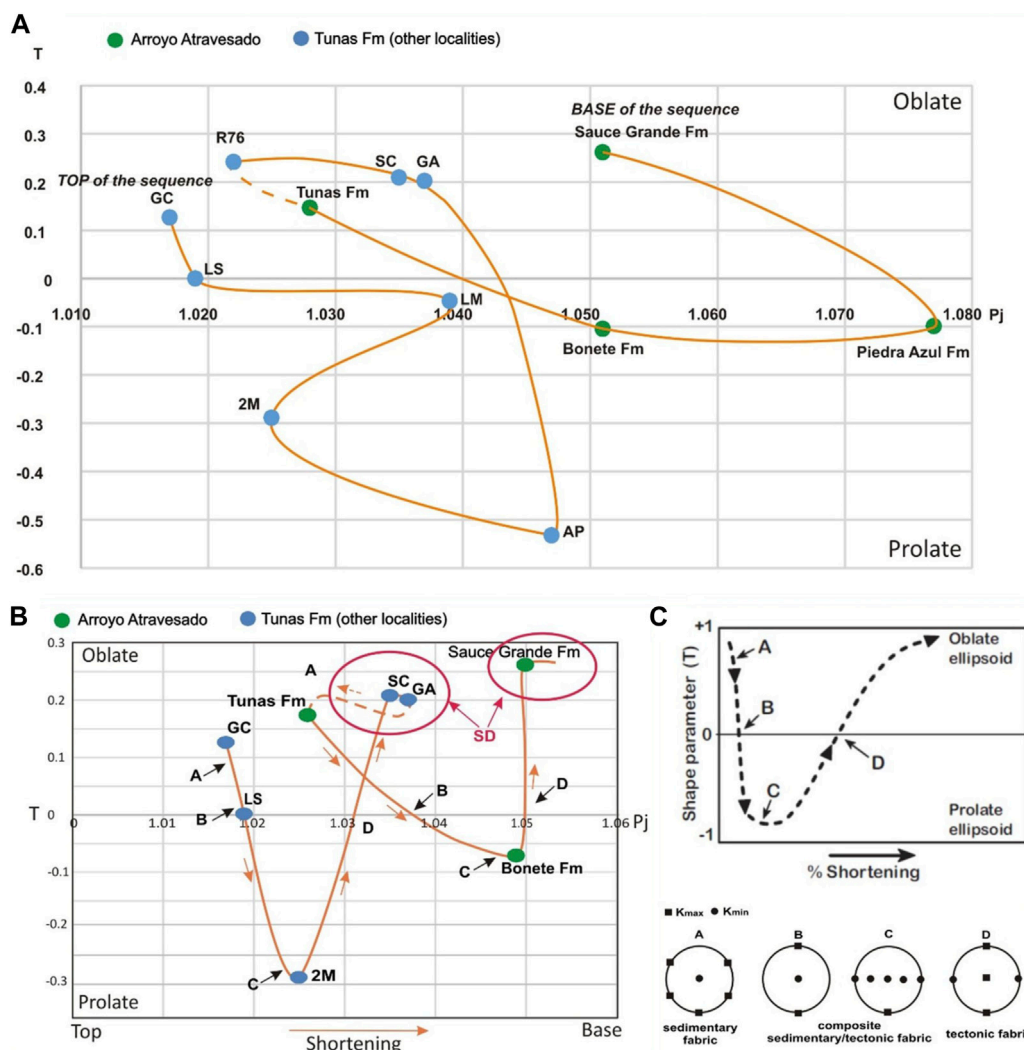 A
Arroyo Atravesado
Tunas Fm (other localities)
T
0.4
0.3
0.2
0.1
0
-0.1
-0.2
-0.3
-0.4
-0.5
-0.6
Oblate
BASE of the sequence
Sauce Grande Fm
R76
SC
GA
TOP of the sequence
GC
Tunas Fm
LS
LM
1.010
1.020
1.030
1.040
1.050
1.060
1.070
1.080
Pj
Bonete Fm
Piedra Azul Fm
2M
AP
Prolate
B
Arroyo Atravesado
Tunas Fm (other localities)
0.3
0.2
0.1
T 0
-0.1
-0.2
-0.3
Oblate
Sauce Grande Fm
A
SC
GA
Tunas Fm
SD
GC
A
B
D
LS
B
D
0
1.01
1.02
1.03
1.04
1.05
1.06
Pj
C
Bonete Fm
C
2M
Prolate
Top
Shortening
Base
C
Shape parameter (T)
+1
0
-1
A
B
C
D
Oblate
ellipsoid
Prolate
ellipsoid
% Shortening
Kmax
Kmin
A
B
C
D
sedimentary
fabric
composite
sedimentary/tectonic fabric
tectonic fabric